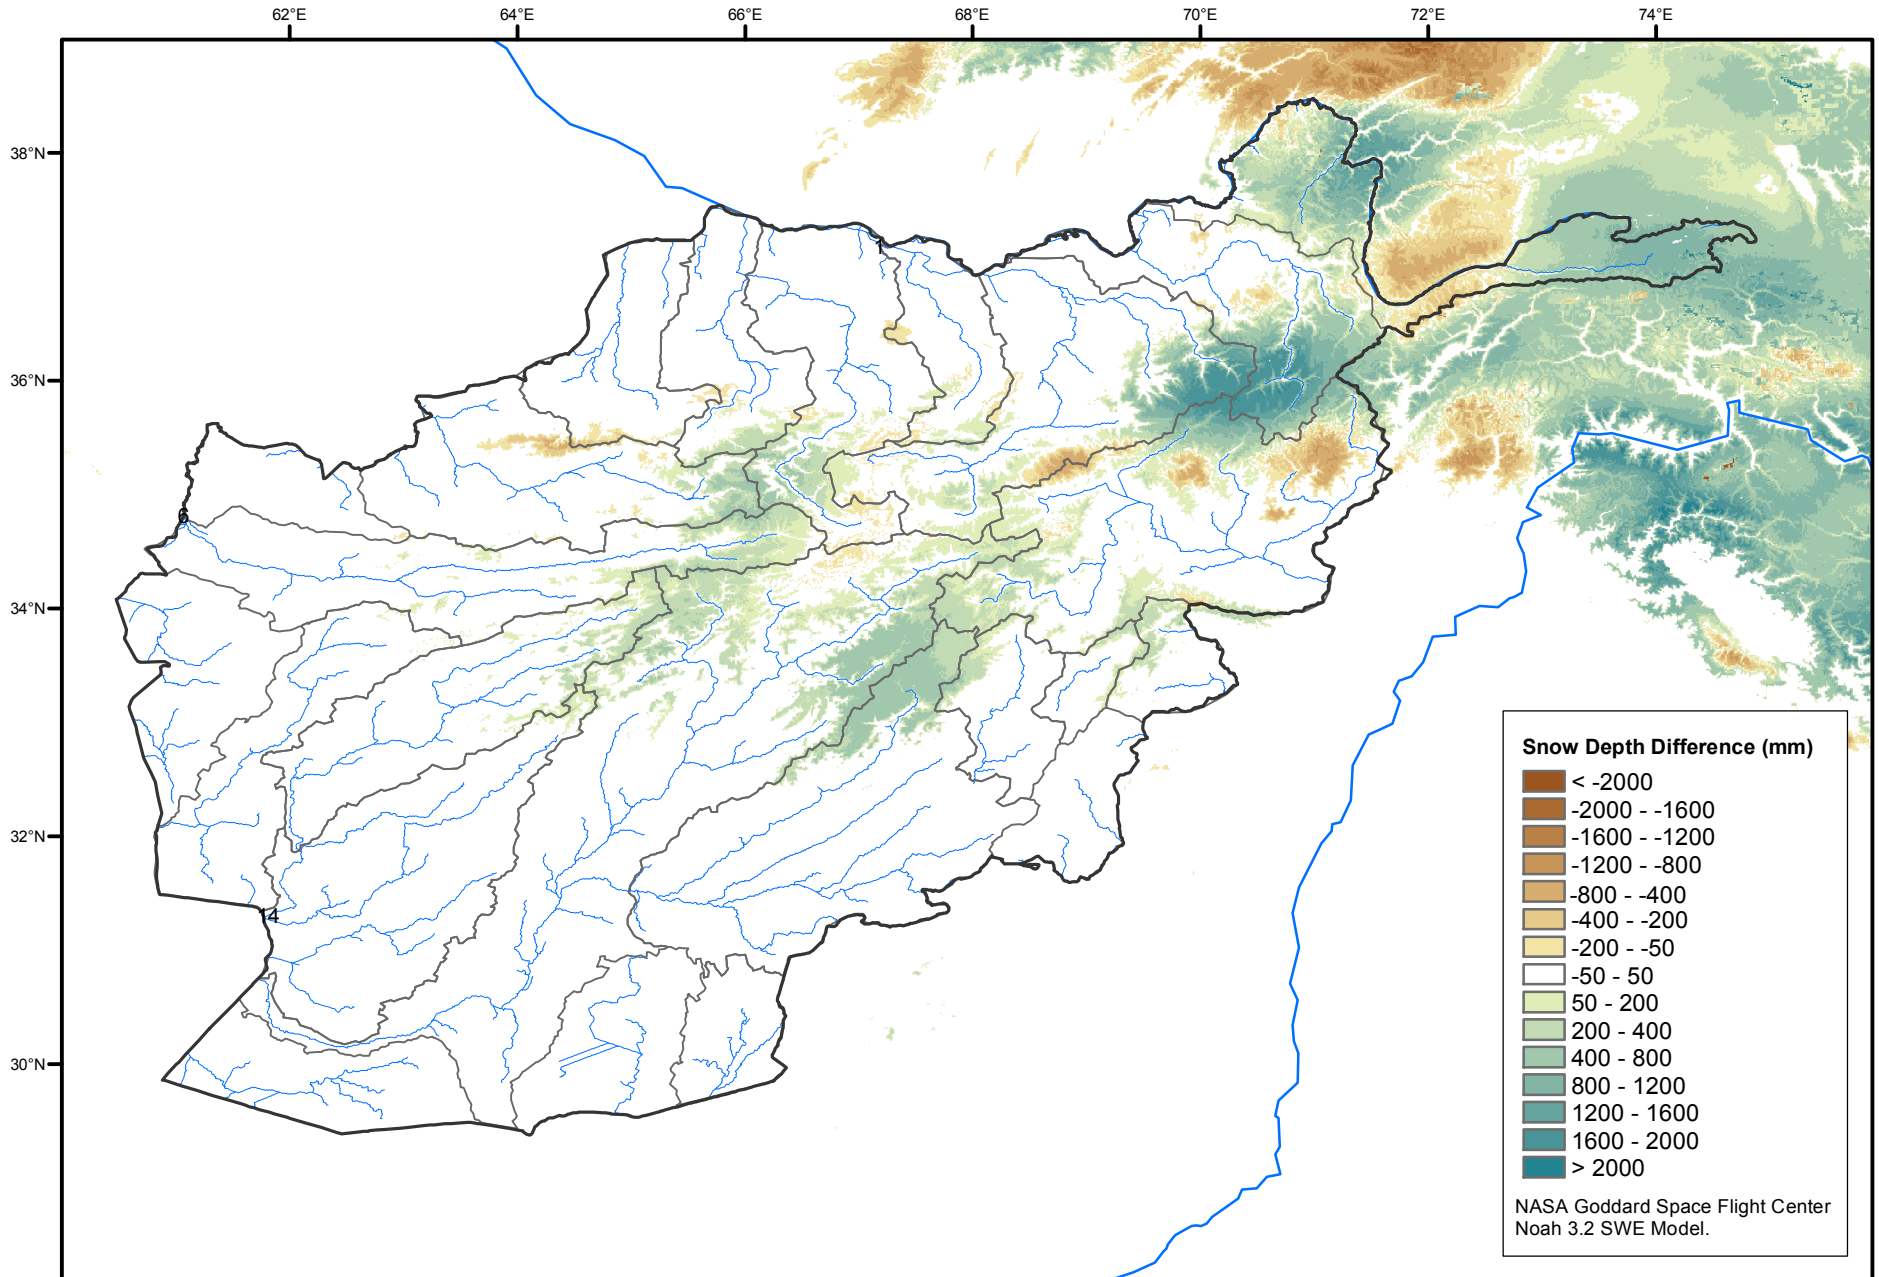 62°E 64°E 66°E 68°E 70°E 72°E 74°E
38°N
1
36°N
6
34°N
32°N
14
30°N
Snow Depth Difference (mm)
< -2000
-2000 - -1600
-1600 - -1200
-1200 - -800
-800 - -400
-400 - -200
-200 - -50
-50 - 50
50 - 200
200 - 400
400 - 800
800 - 1200
1200 - 1600
1600 - 2000
> 2000
NASA Goddard Space Flight Center
Noah 3.2 SWE Model.